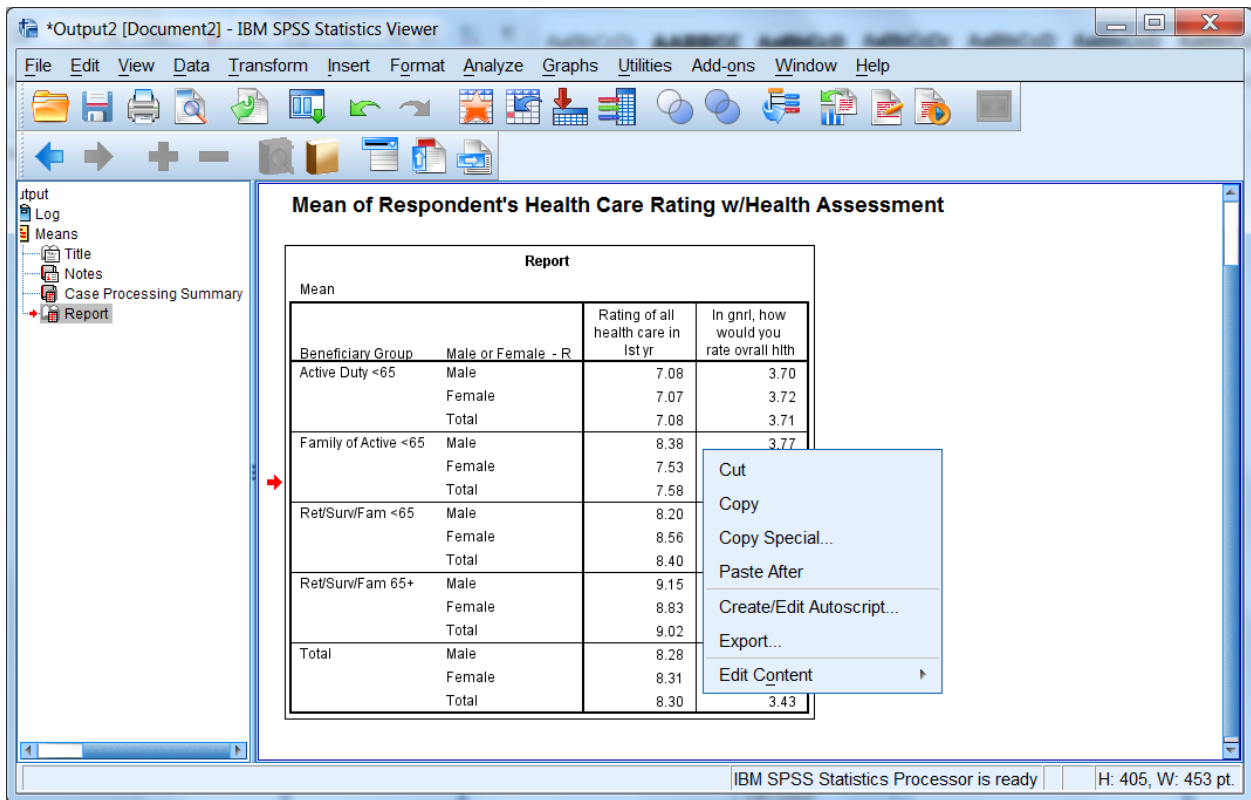 *Output2 [Document2] - IBM SPSS Statistics Viewer
File Edit View Data Transform Insert Format Analyze Graphs Utilities Add-ons Window Help
utput
Log
Means
Title
Notes
Case Processing Summary
Report
Mean of Respondent's Health Care Rating w/Health Assessment
Report
Mean
Beneficiary Group Male or Female - R Rating of all health care in lst yr In gnrl, how would you rate ovrall hlth
Active Duty <65 Male 7.08 3.70
Female 7.07 3.72
Total 7.08 3.71
Family of Active <65 Male 8.38 3.77
Female 7.53
Total 7.58
Ret/Surv/Fam <65 Male 8.20
Female 8.56
Total 8.40
Ret/Surv/Fam 65+ Male 9.15
Female 8.83
Total 9.02
Total Male 8.28
Female 8.31
Total 8.30 3.43
Cut
Copy
Copy Special...
Paste After
Create/Edit Autoscript...
Export...
Edit Content
IBM SPSS Statistics Processor is ready H: 405, W: 453 pt.